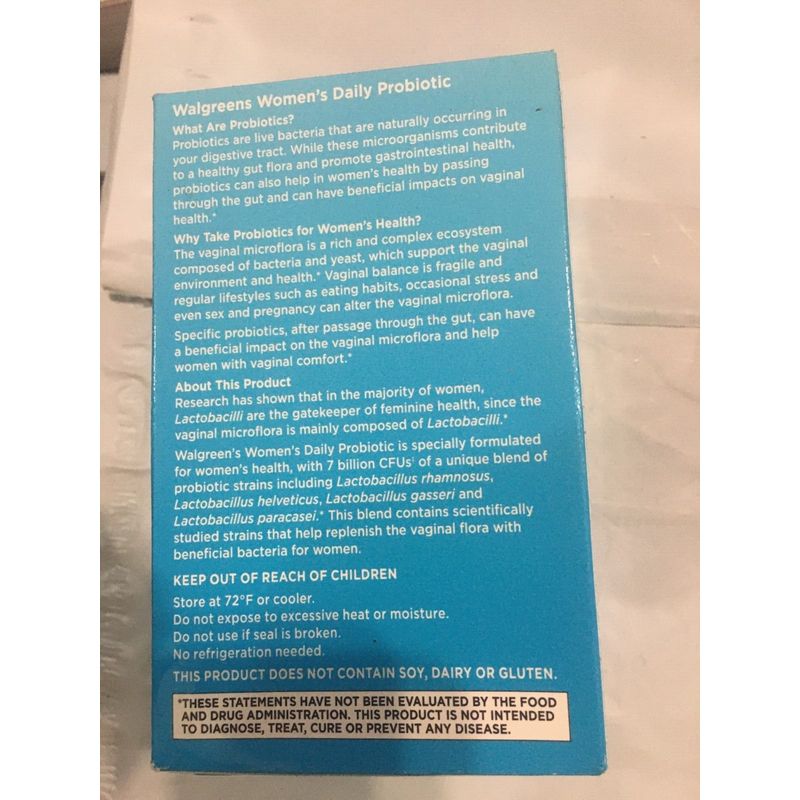 Walgreens Women's Daily Probiotic
What Are Probiotics?
Probiotics are live bacteria that are naturally occurring in
your digestive tract. While these microorganisms contribute
to a healthy gut flora and promote gastrointestinal health,
probiotics can also help in women's health by passing
through the gut and can have beneficial impacts on vaginal
health.*
Why Take Probiotics for Women's Health?
The vaginal microflora is a rich and complex ecosystem
composed of bacteria and yeast, which support the vaginal
environment and health.* Vaginal balance is fragile and
regular lifestyles such as eating habits, occasional stress and
even sex and pregnancy can alter the vaginal microflora.
Specific probiotics, after passage through the gut, can have
a beneficial impact on the vaginal microflora and help
women with vaginal comfort.*
About This Product
Research has shown that in the majority of women,
Lactobacilli are the gatekeeper of feminine health, since the
vaginal microflora is mainly composed of Lactobacilli.*
Walgreen's Women's Daily Probiotic is specially formulated
for women's health, with 7 billion CFUs‡ of a unique blend of
probiotic strains including Lactobacillus rhamnosus,
Lactobacillus helveticus, Lactobacillus gasseri and
Lactobacillus paracasei.* This blend contains scientifically
studied strains that help replenish the vaginal flora with
beneficial bacteria for women.
KEEP OUT OF REACH OF CHILDREN
Store at 72°F or cooler.
Do not expose to excessive heat or moisture.
Do not use if seal is broken.
No refrigeration needed.
THIS PRODUCT DOES NOT CONTAIN SOY, DAIRY OR GLUTEN.
*THESE STATEMENTS HAVE NOT BEEN EVALUATED BY THE FOOD
AND DRUG ADMINISTRATION. THIS PRODUCT IS NOT INTENDED
TO DIAGNOSE, TREAT, CURE OR PREVENT ANY DISEASE.